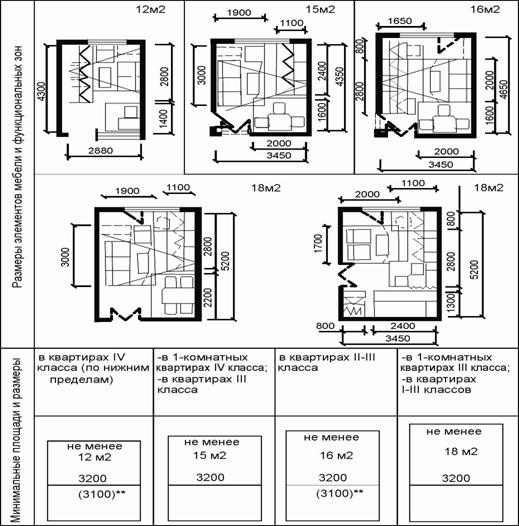 Размеры элементов мебели и функциональных зон
12м2
4300
2800
1400
2880
15м2
1900
1100
3000
2400
4350
1600
2000
3450
16м2
1650
800
2800
2000
4650
1600
2000
3450
18м2
1900
1100
3000
2800
5200
2200
18м2
2000
1100
1700
800
2800
5200
1300
800
2400
3450
Минимальные площади и размеры
в квартирах IV
класса (по нижним
пределам)
не менее
12 м2
3200
(3100)**
-в 1-комнатных
квартирах IV класса;
-в квартирах III
класса
не менее
15 м2
3200
в квартирах II-III
класса
не менее
16 м2
3200
(3100)**
-в 1-комнатных
квартирах III класса;
-в квартирах
I-III классов
не менее
18 м2
3200